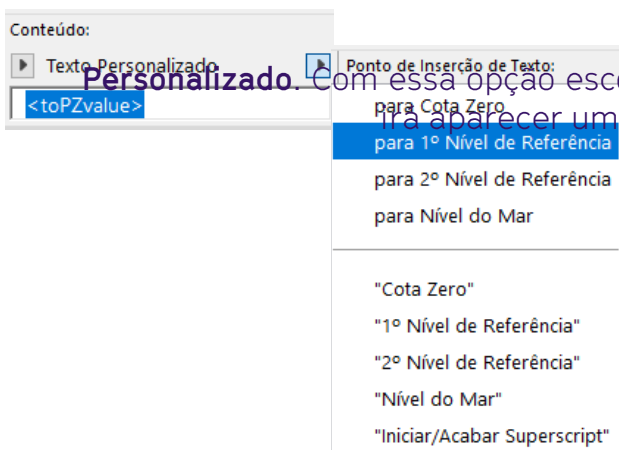 Conteúdo:
Texto Personalizado
<toPZvalue>
Personalizado. Com essa opção esc
irá aparecer um
Ponto de Inserção de Texto:
para Cota Zero
para 1º Nível de Referência
para 2º Nível de Referência
para Nível do Mar
"Cota Zero"
"1º Nível de Referência"
"2º Nível de Referência"
"Nível do Mar"
"Iniciar/Acabar Superscript"